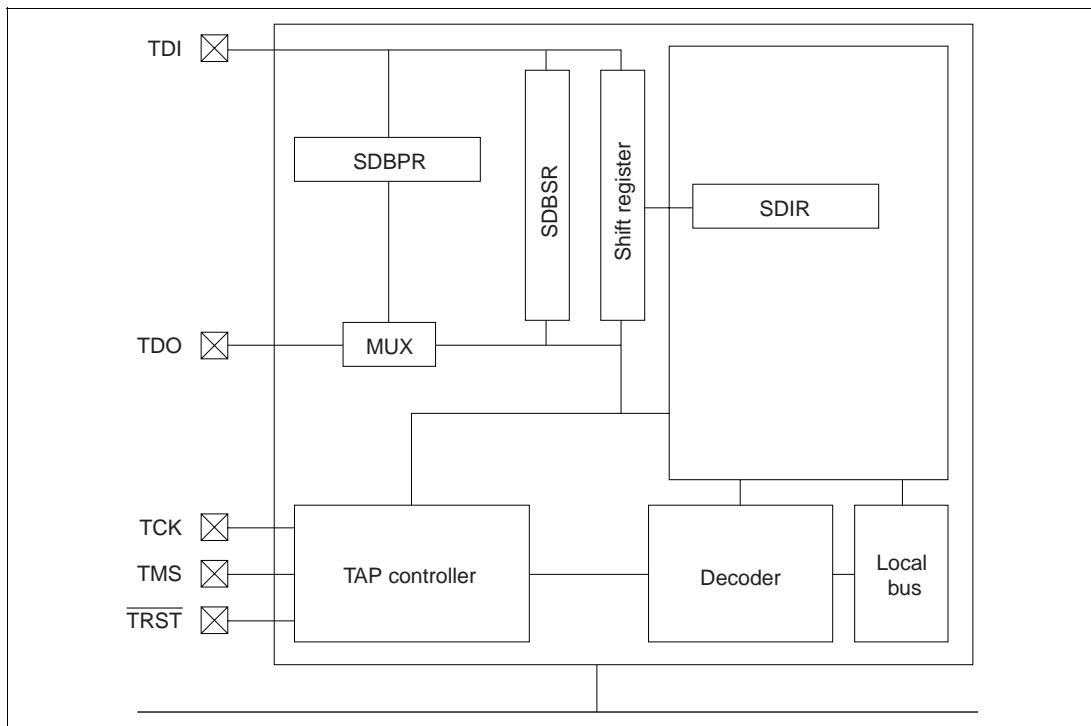 TDI
SDBPR
SDBSR
Shift register
SDIR
TDO
MUX
TCK
TMS
TRST
TAP controller
Decoder
Local
bus